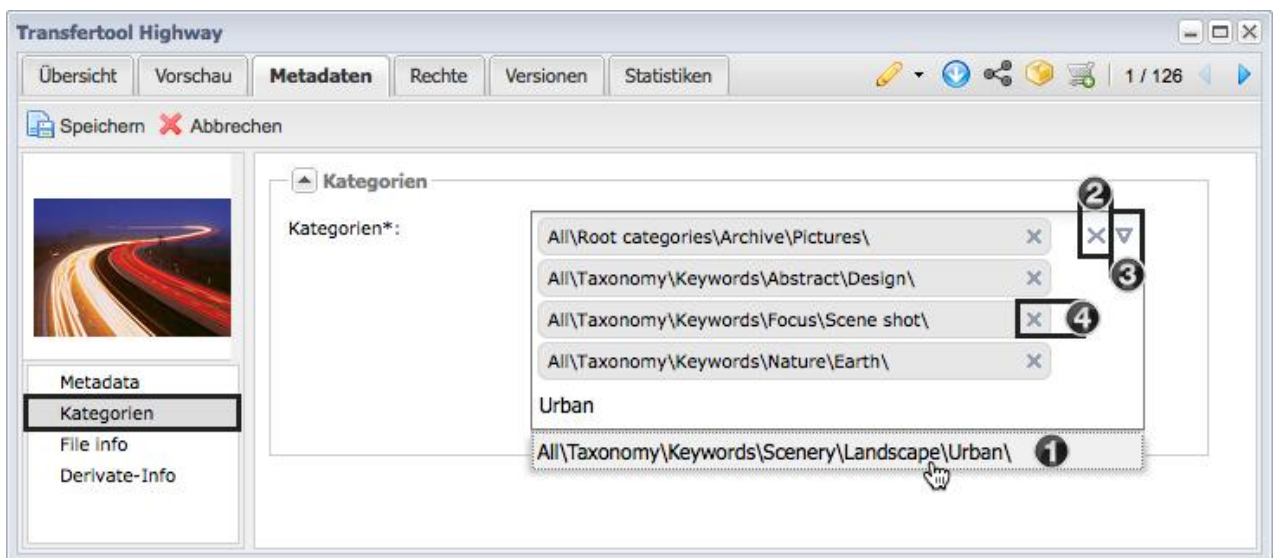 Transfertool Highway
Übersicht Vorschau Metadaten Rechte Versionen Statistiken 1 / 126
Speichern Abbrechen
Kategorien
Kategorien*:
All\Root categories\Archive\Pictures\
All\Taxonomy\Keywords\Abstract\Design\
All\Taxonomy\Keywords\Focus\Scene shot\
All\Taxonomy\Keywords\Nature\Earth\
Urban
All\Taxonomy\Keywords\Scenery\Landscape\Urban\
1
2
3
4
Metadata
Kategorien
File info
Derivate-Info